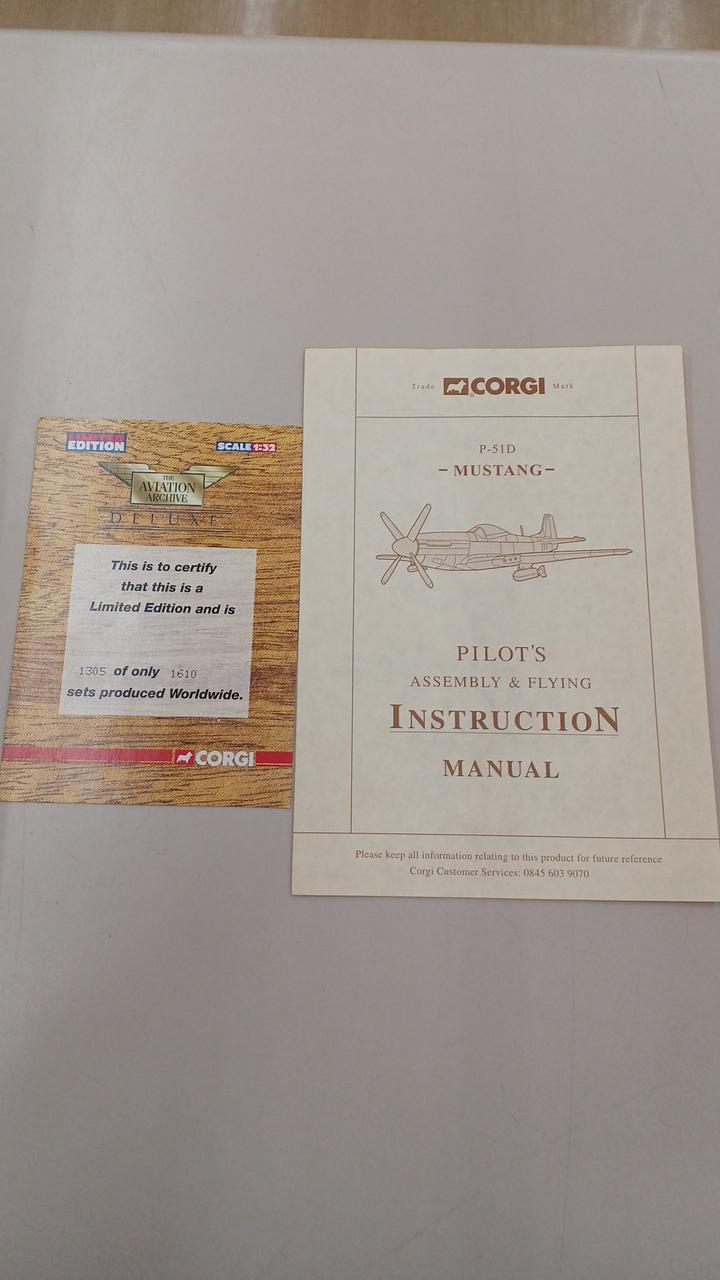 LIMITED
EDITION
SCALE 1:32
THE
AVIATION
ARCHIVE
DELUXE
This is to certify
that this is a
Limited Edition and is
1305 of only 1610
sets produced Worldwide.
CORGI
Trade CORGI Mark
P-51D
– MUSTANG –
PILOT'S
ASSEMBLY & FLYING
INSTRUCTION
MANUAL
Please keep all information relating to this product for future reference
Corgi Customer Services: 0845 603 9070